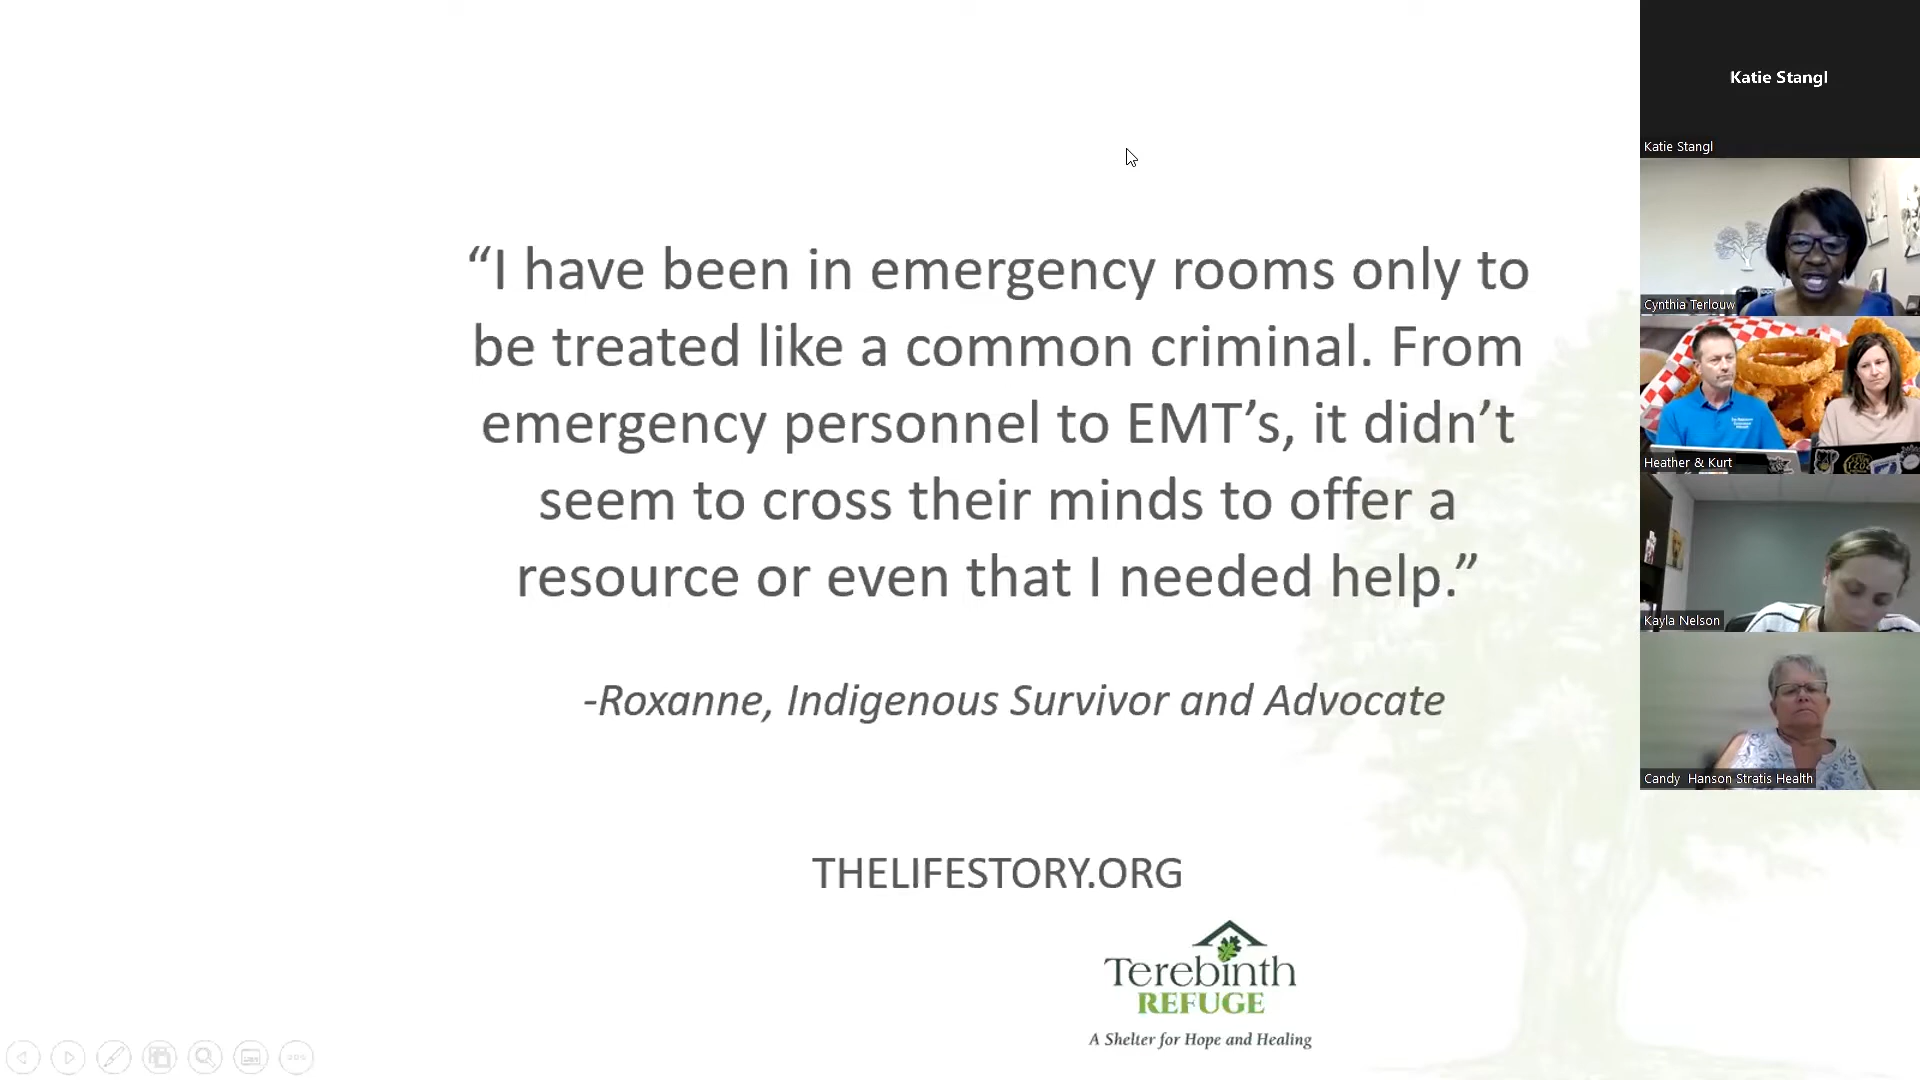 “I have been in emergency rooms only to
be treated like a common criminal. From
emergency personnel to EMT’s, it didn’t
seem to cross their minds to offer a
resource or even that I needed help.”
-Roxanne, Indigenous Survivor and Advocate
THELIFESTORY.ORG
Terebinth
REFUGE
A Shelter for Hope and Healing
Katie Stangl
Katie Stangl
Cynthia Terlouw
Heather & Kurt
Kayla Nelson
Candy Hanson Stratis Health